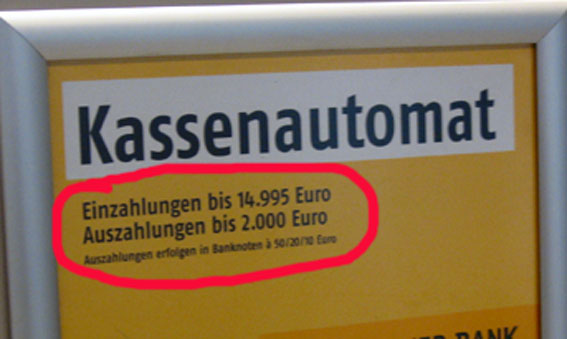 Kassenautomat
Einzahlungen bis 14.995 Euro
Auszahlungen bis 2.000 Euro
Auszahlungen erfolgen in Banknoten à 50/20/10 Euro
BANK